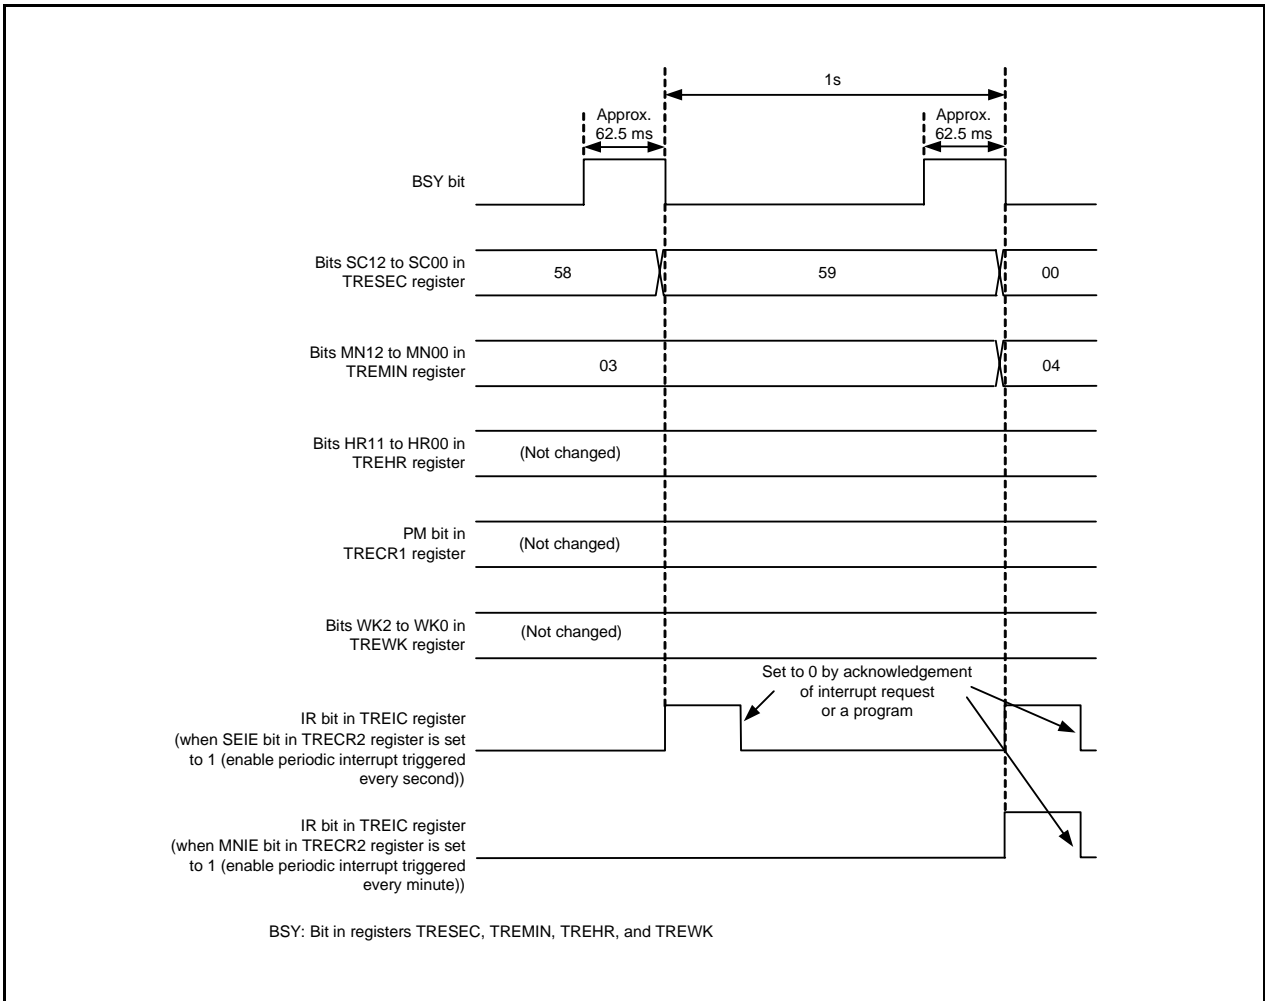 1s
Approx.
62.5 ms
Approx.
62.5 ms
BSY bit
Bits SC12 to SC00 in
TRESEC register
58
59
00
Bits MN12 to MN00 in
TREMIN register
03
04
Bits HR11 to HR00 in
TREHR register
(Not changed)
PM bit in
TRECR1 register
(Not changed)
Bits WK2 to WK0 in
TREWK register
(Not changed)
Set to 0 by acknowledgement
of interrupt request
or a program
IR bit in TREIC register
(when SEIE bit in TRECR2 register is set
to 1 (enable periodic interrupt triggered
every second))
IR bit in TREIC register
(when MNIE bit in TRECR2 register is set
to 1 (enable periodic interrupt triggered
every minute))
BSY: Bit in registers TRESEC, TREMIN, TREHR, and TREWK